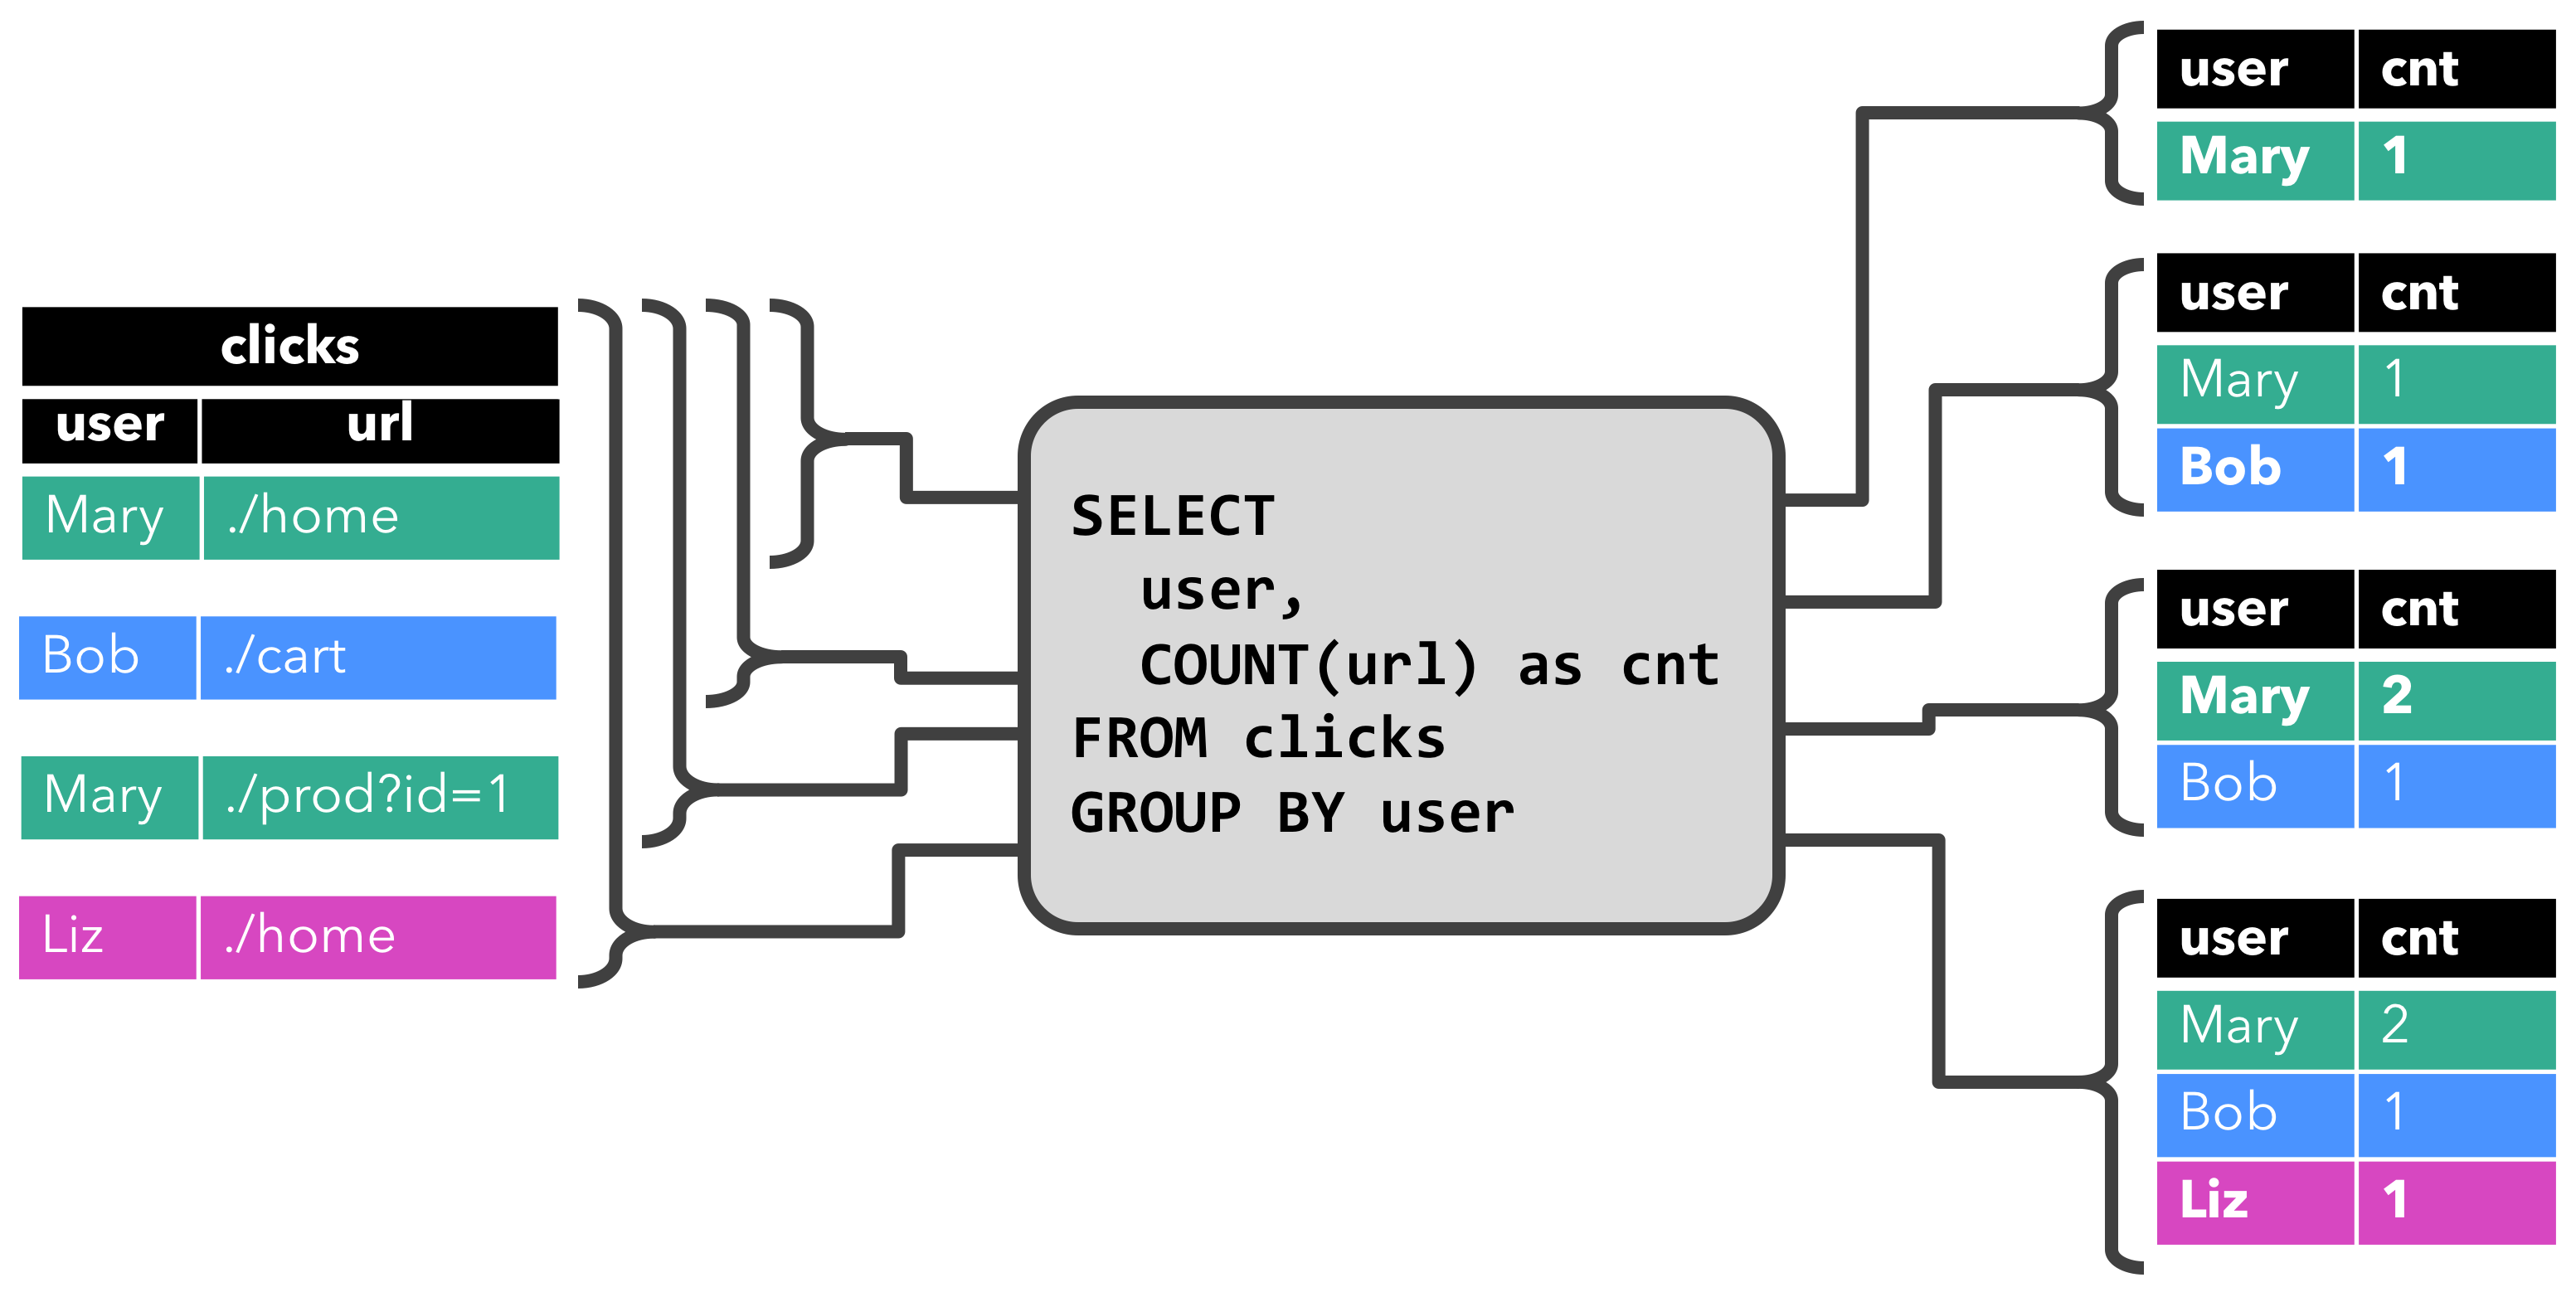 clicks
user url
Mary ./home
Bob ./cart
Mary ./prod?id=1
Liz ./home
SELECT
user,
COUNT(url) as cnt
FROM clicks
GROUP BY user
user cnt
Mary 1
user cnt
Mary 1
Bob 1
user cnt
Mary 2
Bob 1
user cnt
Mary 2
Bob 1
Liz 1